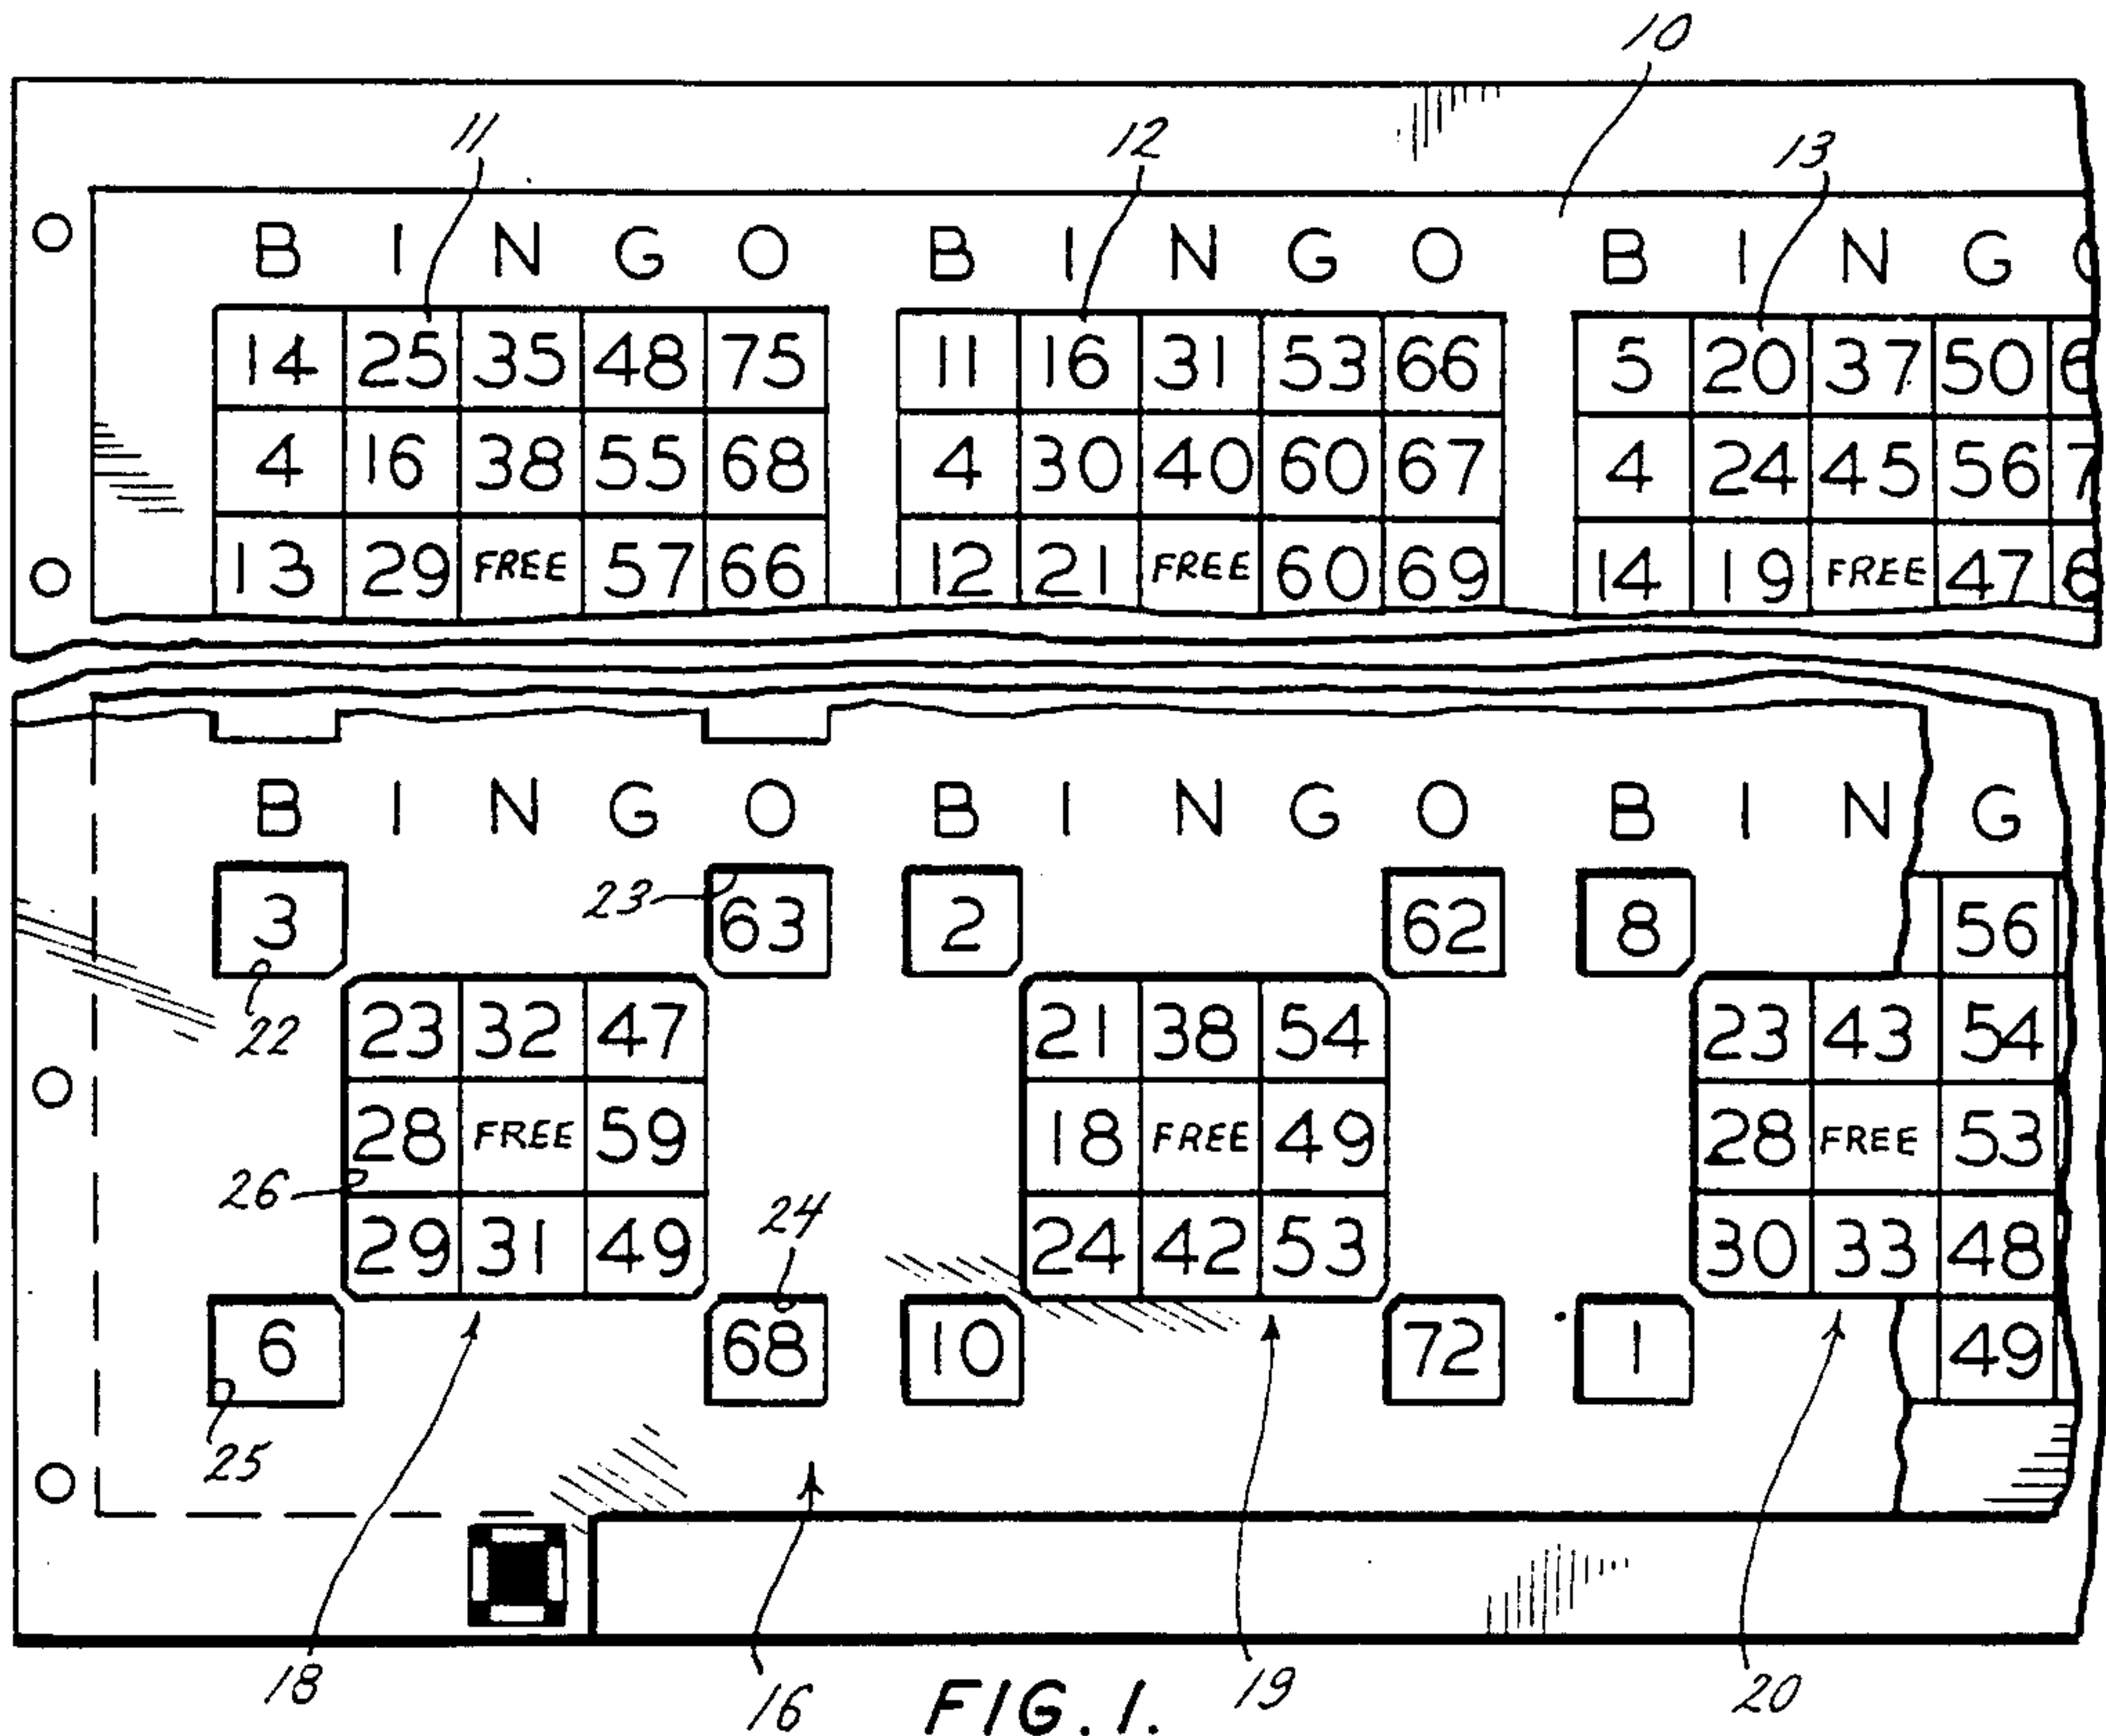 10
11 12 13
B I N G O B I N G O B I N G
14 25 35 48 75 11 16 31 53 66 5 20 37 50
4 16 38 55 68 4 30 40 60 67 4 24 45 56
13 29 FREE 57 66 12 21 FREE 60 69 14 19 FREE 47
B I N G O B I N G O B I N G
3 23 63 2 62 8 56
22 23 32 47 21 38 54 23 43 54
28 FREE 59 18 FREE 49 28 FREE 53
26 24
29 31 49 24 42 53 30 33 48
6 68 10 72 1 49
25
18 16 FIG. 1. 19 20